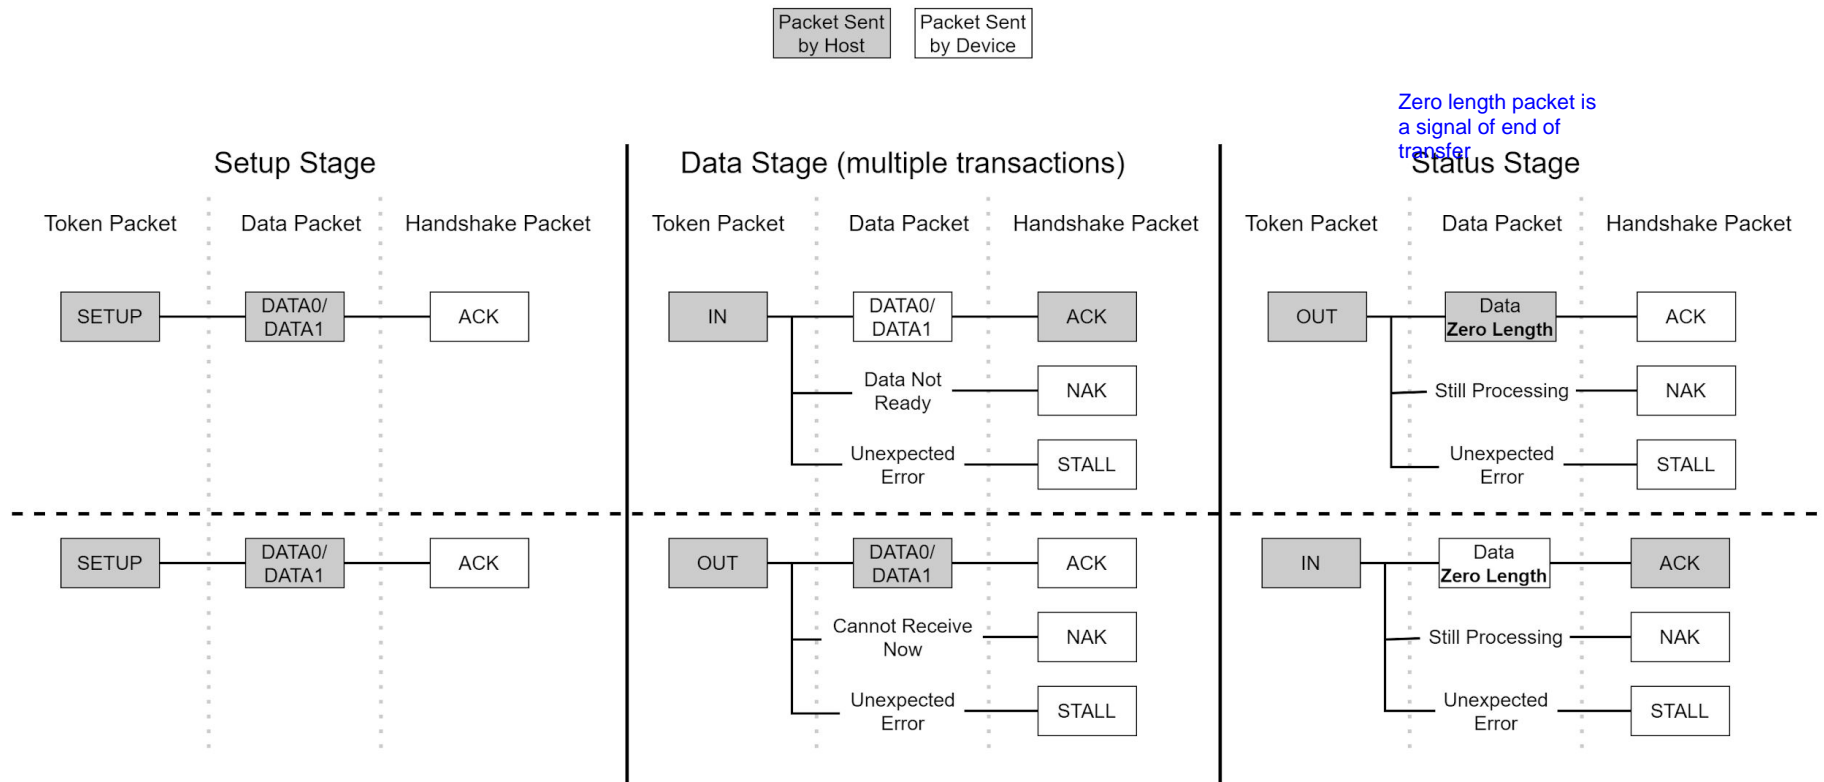 Packet Sent
by Host
Packet Sent
by Device
Zero length packet is
a signal of end of
transfer
Setup Stage
Data Stage (multiple transactions)
Status Stage
Token Packet
Data Packet
Handshake Packet
Token Packet
Data Packet
Handshake Packet
Token Packet
Data Packet
Handshake Packet
SETUP
DATA0/
DATA1
ACK
IN
DATA0/
DATA1
ACK
Data Not
Ready
NAK
Unexpected
Error
STALL
OUT
Data
Zero Length
ACK
Still Processing
NAK
Unexpected
Error
STALL
SETUP
DATA0/
DATA1
ACK
OUT
DATA0/
DATA1
ACK
Cannot Receive
Now
NAK
Unexpected
Error
STALL
IN
Data
Zero Length
ACK
Still Processing
NAK
Unexpected
Error
STALL